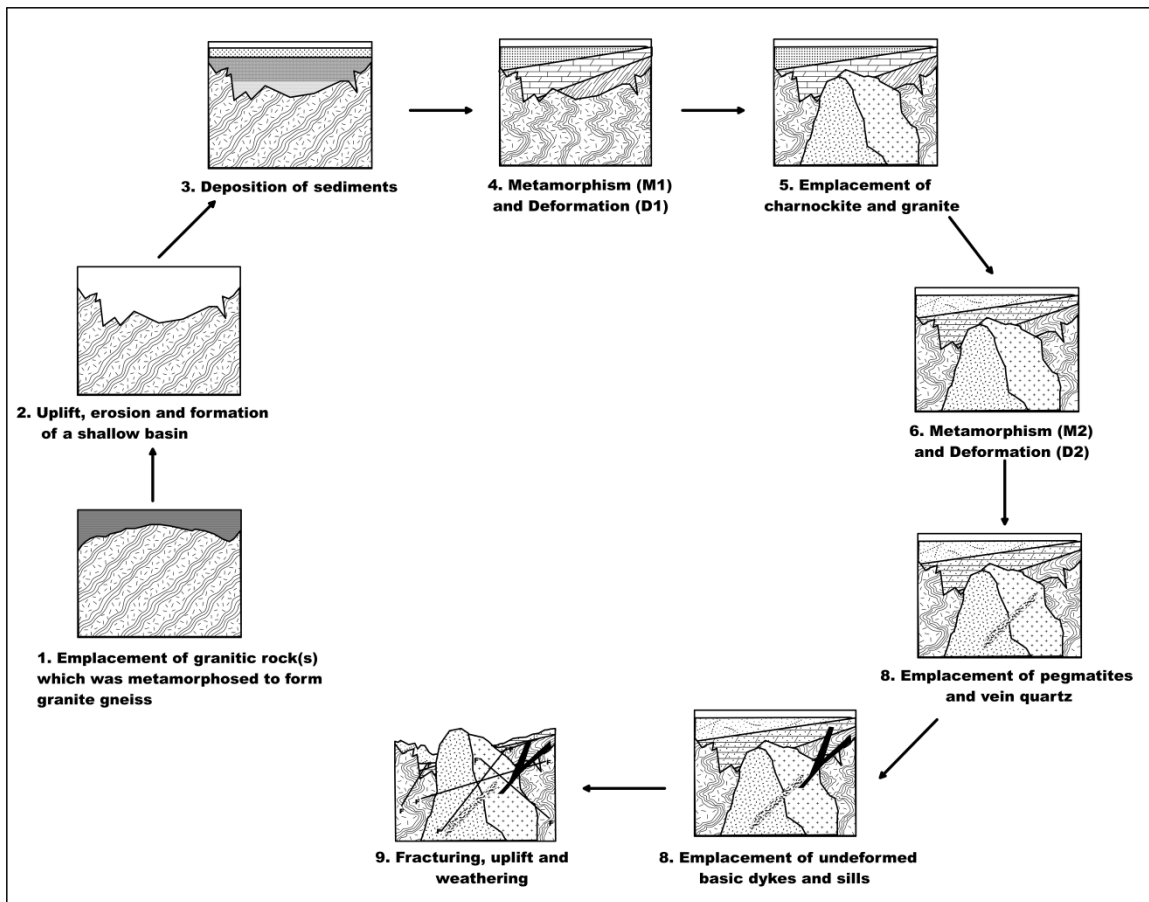 1. Emplacement of granitic rock(s)
which was metamorphosed to form
granite gneiss
2. Uplift, erosion and formation
of a shallow basin
3. Deposition of sediments
4. Metamorphism (M1)
and Deformation (D1)
5. Emplacement of
charnockite and granite
6. Metamorphism (M2)
and Deformation (D2)
8. Emplacement of pegmatites
and vein quartz
8. Emplacement of undeformed
basic dykes and sills
9. Fracturing, uplift and
weathering